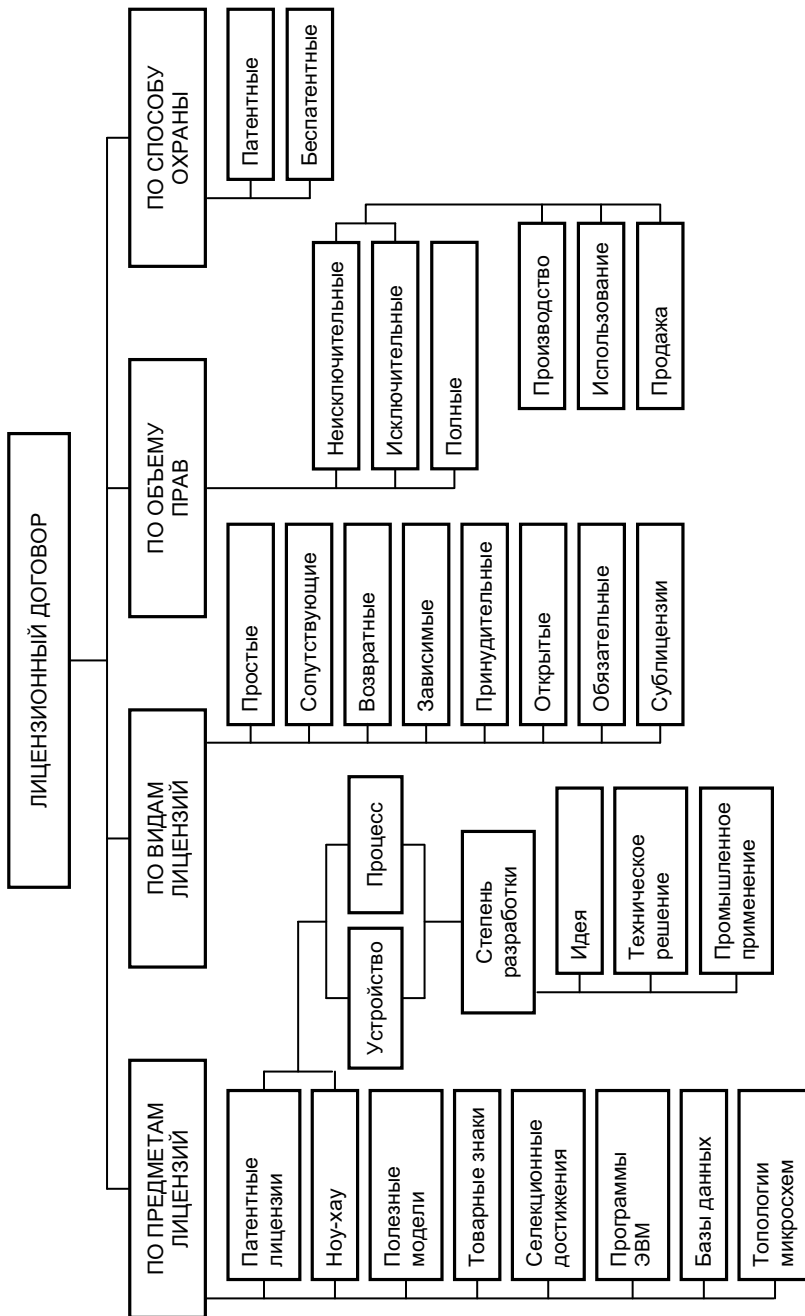 ЛИЦЕНЗИОННЫЙ ДОГОВОР
ПО ПРЕДМЕТАМ
ЛИЦЕНЗИЙ
Патентные
лицензии
Ноу-хау
Полезные
модели
Товарные знаки
Селекционные
достижения
Программы
ЭВМ
Базы данных
Топологии
микросхем
Устройство
Процесс
Степень
разработки
Идея
Техническое
решение
Промышленное
применение
ПО ВИДАМ
ЛИЦЕНЗИЙ
Простые
Сопутствующие
Возвратные
Зависимые
Принудительные
Открытые
Обязательные
Сублицензии
ПО ОБЪЕМУ
ПРАВ
Неисключительные
Исключительные
Полные
Производство
Использование
Продажа
ПО СПОСОБУ
ОХРАНЫ
Патентные
Беспатентные